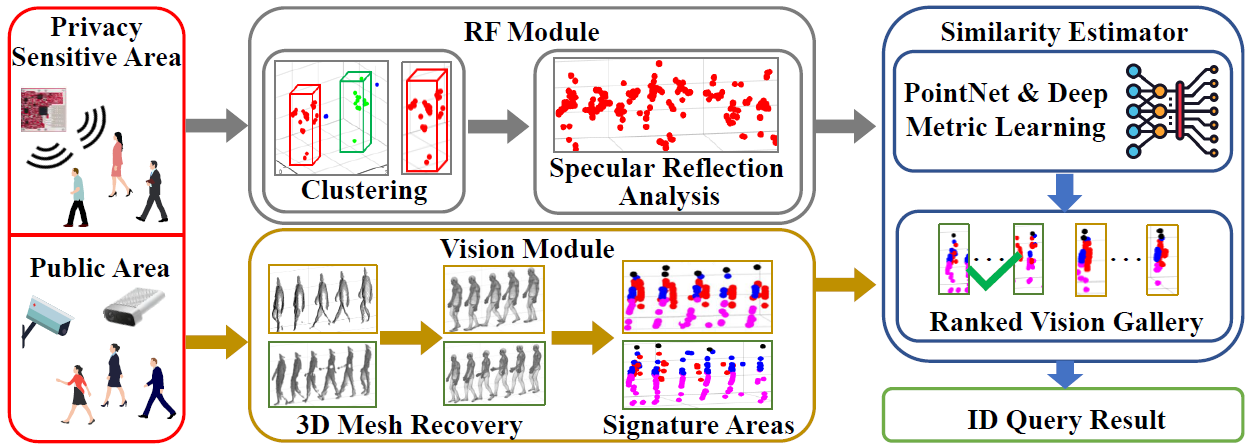 Privacy
Sensitive Area
Public Area
RF Module
Clustering
Specular Reflection
Analysis
Vision Module
3D Mesh Recovery
Signature Areas
Similarity Estimator
PointNet & Deep
Metric Learning
Ranked Vision Gallery
ID Query Result